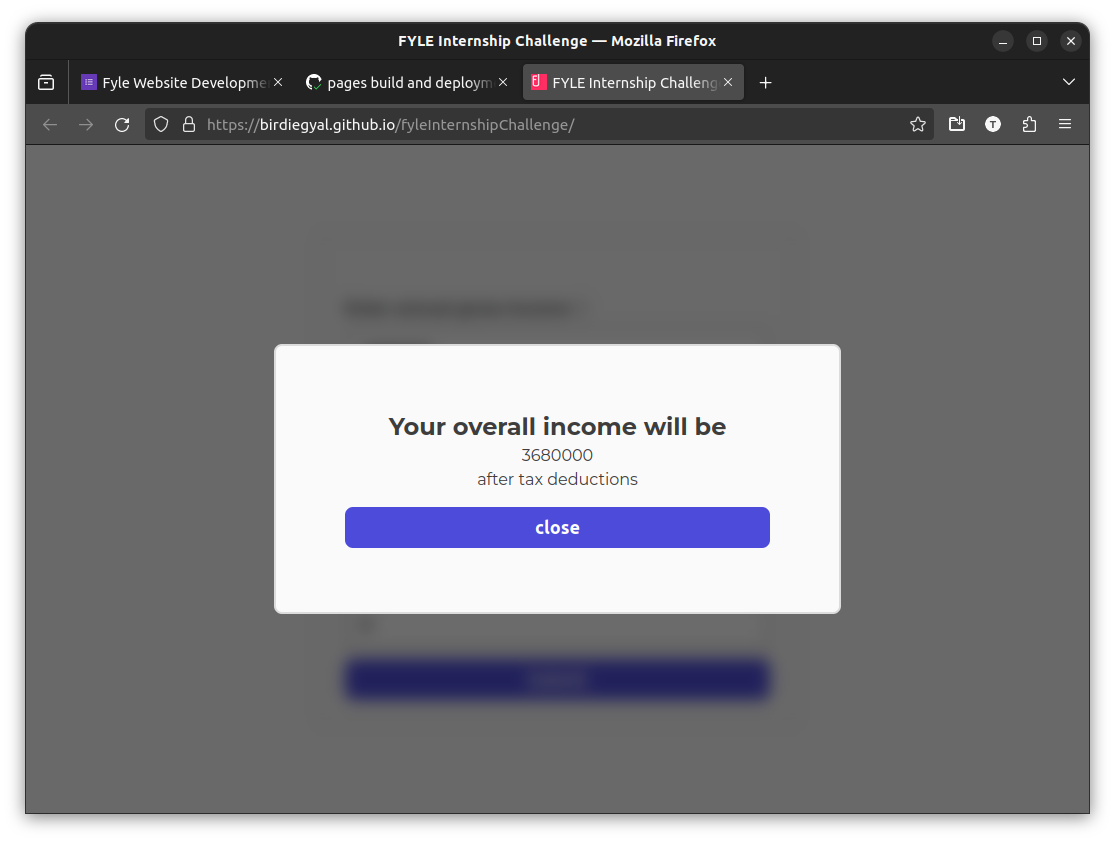 FYLE Internship Challenge — Mozilla Firefox
Fyle Website Developme
pages build and deploym
FYLE Internship Challeng
https://birdiegyal.github.io/fyleInternshipChallenge/
T
Your overall income will be
3680000
after tax deductions
close